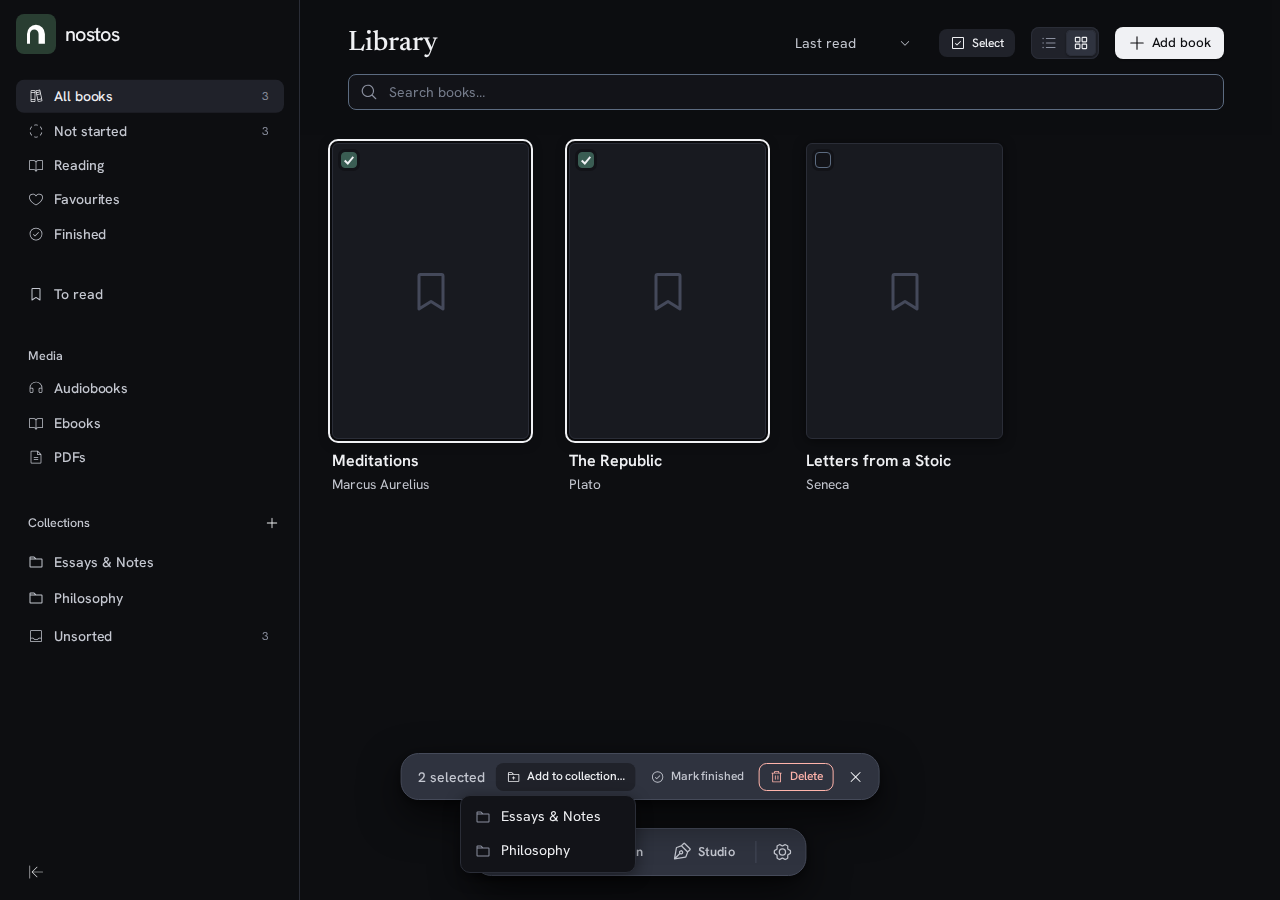 nostos
All books 3
Not started 3
Reading
Favourites
Finished
To read
Media
Audiobooks
Ebooks
PDFs
Collections
Essays & Notes
Philosophy
Unsorted 3
Library
Last read
Select
Add book
Search books...
Meditations
Marcus Aurelius
The Republic
Plato
Letters from a Stoic
Seneca
2 selected
Add to collection...
Mark finished
Delete
Essays & Notes
Philosophy
Studio